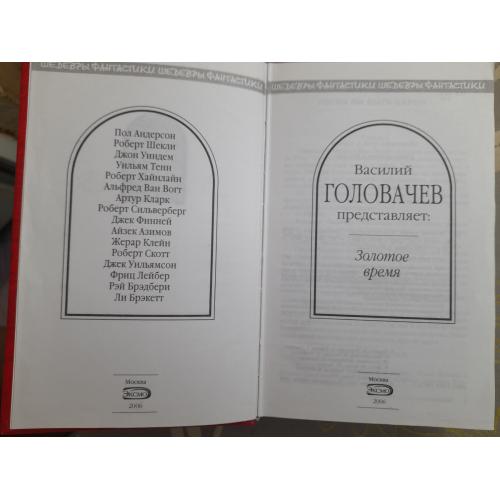 ШЕДЕВРЫ ФАНТАСТИКИ ШЕДЕВРЫ ФАНТАСТИКИ
Пол Андерсон
Роберт Шекли
Джон Уиндем
Уильям Тенн
Роберт Хайнлайн
Альфред Ван Вогт
Артур Кларк
Роберт Сильверберг
Джек Финней
Айзек Азимов
Жерар Клейн
Роберт Скотт
Джек Уильямсон
Фриц Лейбер
Рэй Брэдбери
Ли Брэкетт
Москва
ЭКСМО
2006
ШЕДЕВРЫ ФАНТАСТИКИ ШЕДЕВРЫ ФАНТАСТИКИ
Василий
ГОЛОВАЧЕВ
представляет:
Золотое
время
Москва
ЭКСМО
2006